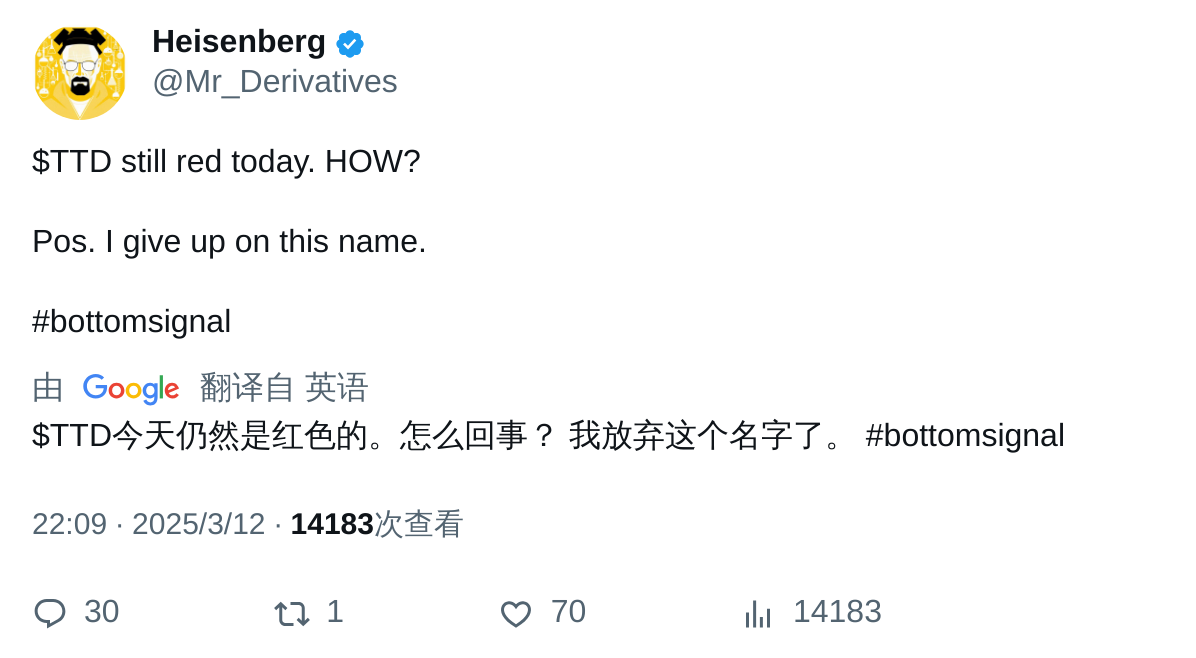 Heisenberg
@Mr_Derivatives
$TTD still red today. HOW?
Pos. I give up on this name.
#bottomsignal
由 Google 翻译自 英语
$TTD今天仍然是红色的。怎么回事？ 我放弃这个名字了。 #bottomsignal
22:09 · 2025/3/12 · 14183次查看
30 1 70 14183